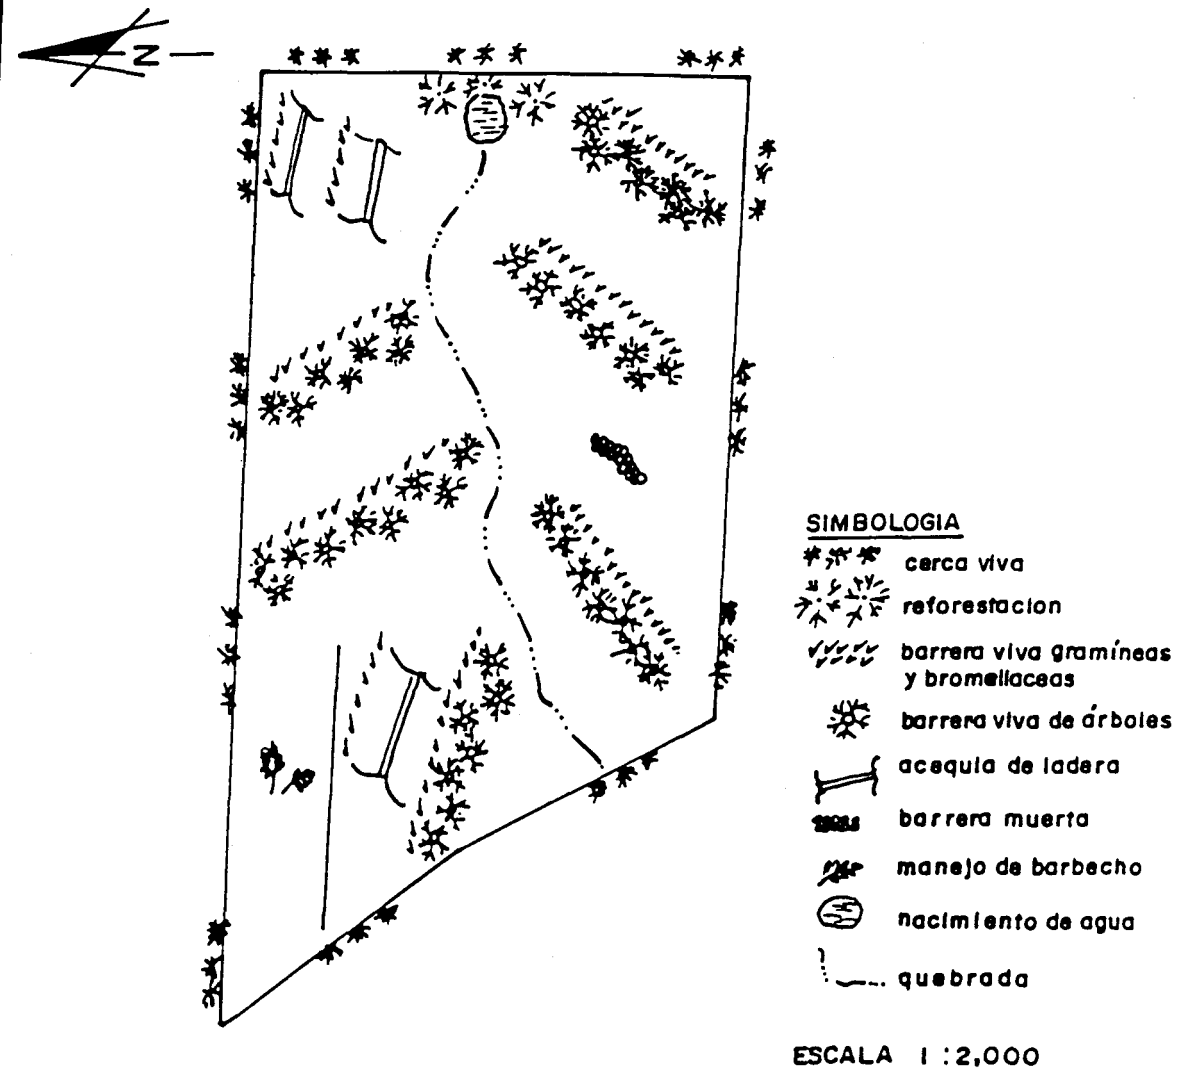 N
SIMBOLOGIA
cerca viva
reforestacion
barrera viva gramíneas
y bromeliaceas
barrera viva de árboles
acequia de ladera
barrera muerta
manejo de barbecho
nacimiento de agua
quebrada
ESCALA 1:2,000